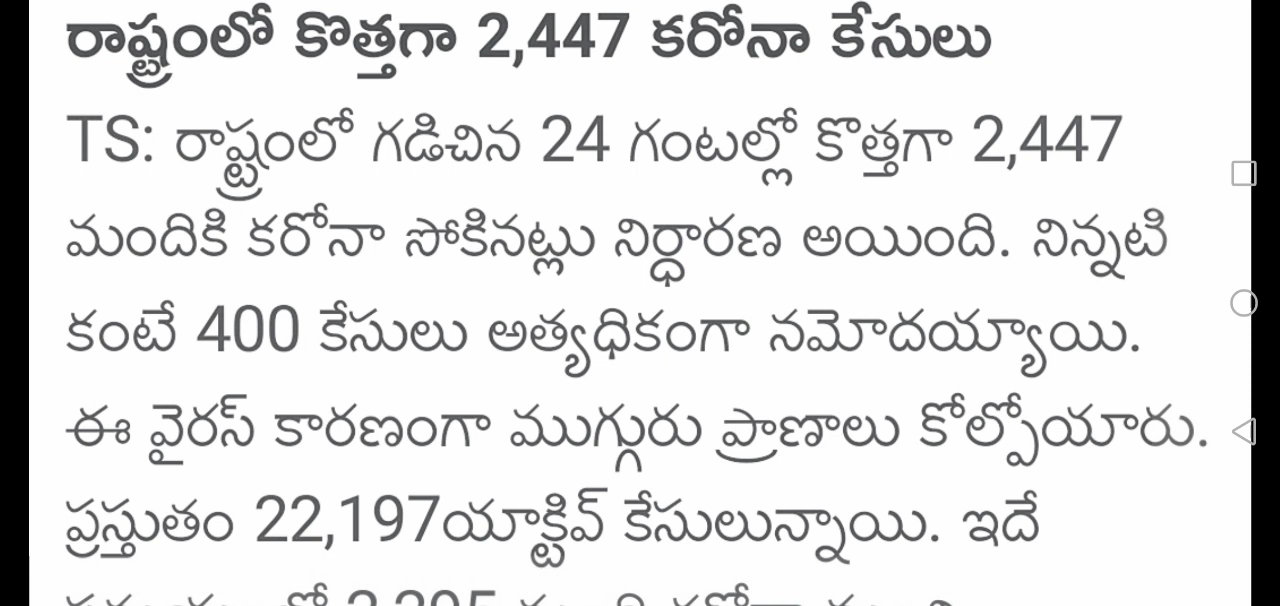 రాష్ట్రంలో కొత్తగా 2,447 కరోనా కేసులు
TS: రాష్ట్రంలో గడిచిన 24 గంటల్లో కొత్తగా 2,447
మందికి కరోనా సోకినట్లు నిర్ధారణ అయింది. నిన్నటి
కంటే 400 కేసులు అత్యధికంగా నమోదయ్యాయి.
ఈ వైరస్ కారణంగా ముగ్గురు ప్రాణాలు కోల్పోయారు.
ప్రస్తుతం 22,197యాక్టివ్ కేసులున్నాయి. ఇదే